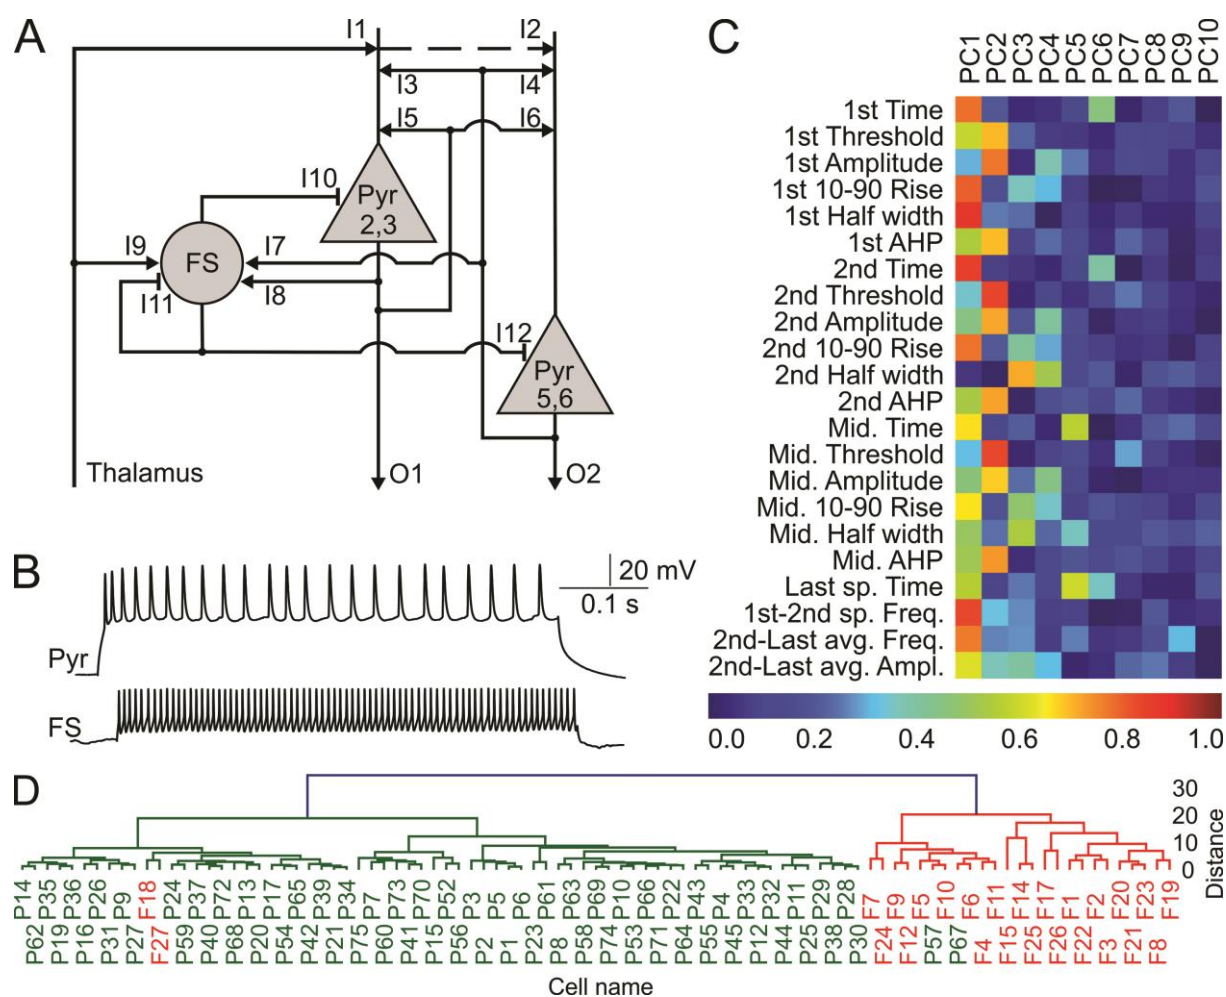 A
I1
I2
I3
I4
I5
I6
I10
Pyr
2,3
I9
FS
I7
I11
I8
I12
Pyr
5,6
Thalamus
O1
O2
B
20 mV
0.1 s
Pyr
FS
C
PC1 PC2 PC3 PC4 PC5 PC6 PC7 PC8 PC9 PC10
1st Time
1st Threshold
1st Amplitude
1st 10-90 Rise
1st Half width
1st AHP
2nd Time
2nd Threshold
2nd Amplitude
2nd 10-90 Rise
2nd Half width
2nd AHP
Mid. Time
Mid. Threshold
Mid. Amplitude
Mid. 10-90 Rise
Mid. Half width
Mid. AHP
Last sp. Time
1st-2nd sp. Freq.
2nd-Last avg. Freq.
2nd-Last avg. Ampl.
0.0 0.2 0.4 0.6 0.8 1.0
D
30
20
10
0
Distance
P14 P35 P36 P26 P9 F18 P24 P37 P72 P13 P17 P65 P39 P34 P7 P73 P70 P52 P3 P5 P6 P61 P63 P69 P10 P66 P22 P43 P33 P32 P11 P29 P28 F7 F9 F5 F10 F6 F11 F14 F17 F1 F2 F20 F23 F19
P62 P19 P16 P31 P27 F27 P59 P40 P68 P20 P54 P42 P21 P75 P60 P41 P15 P56 P2 P1 P23 P8 P58 P74 P53 P71 P64 P55 P45 P12 P44 P25 P38 P30 F24 F12 P57 P67 F4 F15 F25 F26 F22 F3 F21 F8
Cell name